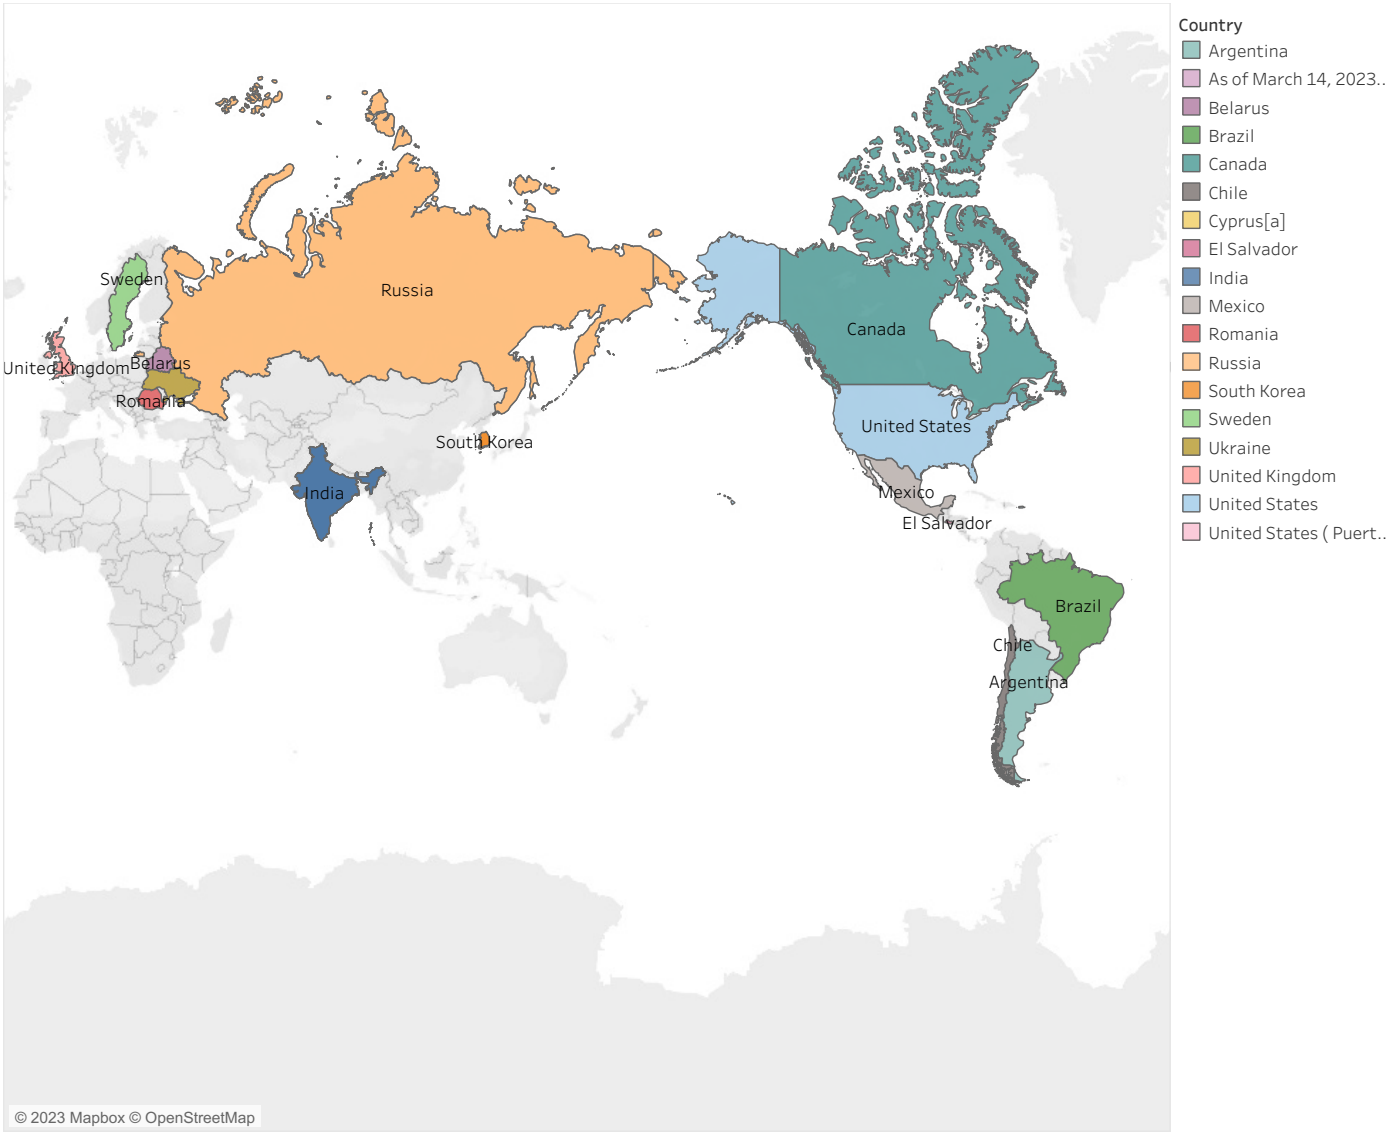 Country
Argentina
As of March 14, 2023..
Belarus
Brazil
Canada
Chile
Cyprus[a]
El Salvador
India
Mexico
Romania
Russia
South Korea
Sweden
Ukraine
United Kingdom
United States
United States ( Puert..
Sweden
Russia
Canada
United Kingdom
Belarus
Romania
South Korea
United States
India
Mexico
El Salvador
Brazil
Chile
Argentina
© 2023 Mapbox © OpenStreetMap